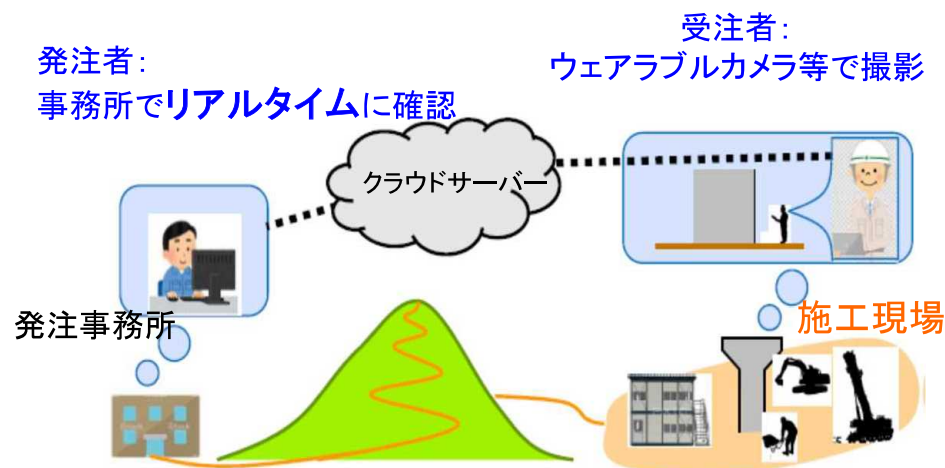 発注者：
事務所でリアルタイムに確認
受注者：
ウェアラブルカメラ等で撮影
クラウドサーバー
発注事務所
施工現場